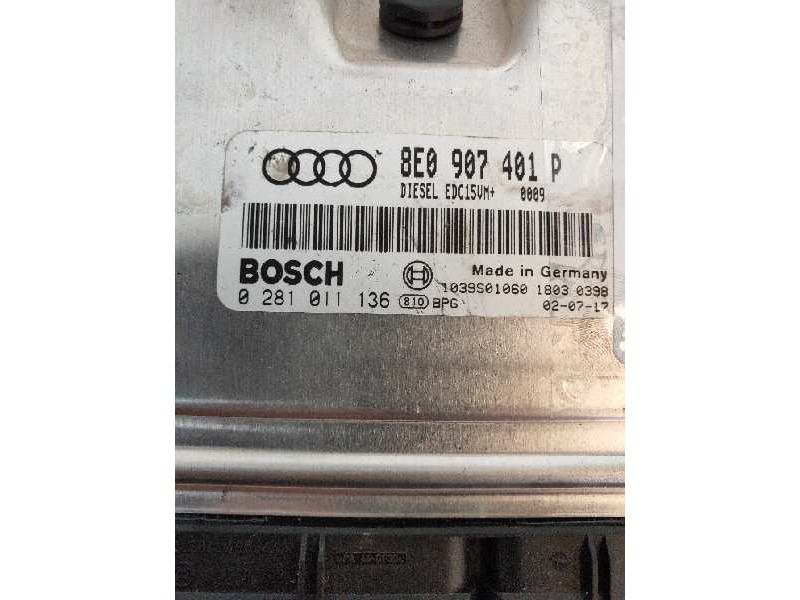 8E0 907 401 P
DIESEL EDC15VM+ 0009
BOSCH
Made in Germany
1039S01060 1803 0398
0 281 011 136 810 BPG
02-07-17